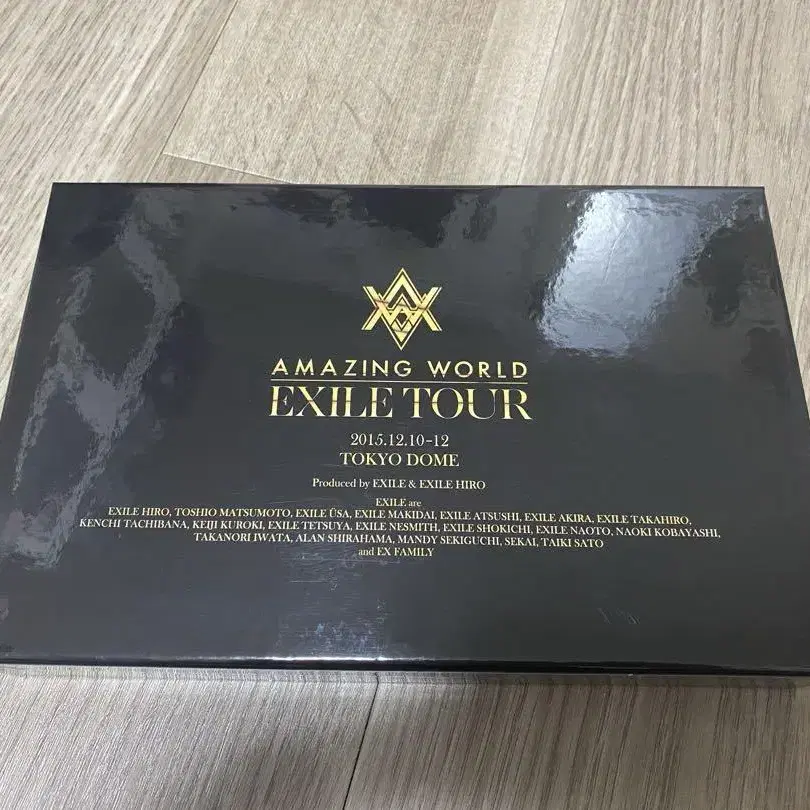 AMAZING WORLD
EXILE TOUR
2015.12.10-12
TOKYO DOME
Produced by EXILE & EXILE HIRO
EXILE are
EXILE HIRO, TOSHIO MATSUMOTO, EXILE ÜSA, EXILE MAKIDAI, EXILE ATSUSHI, EXILE AKIRA, EXILE TAKAHIRO,
KENCHI TACHIBANA, KEIJI KUROKI, EXILE TETSUYA, EXILE NESMITH, EXILE SHOKICHI, EXILE NAOTO, NAOKI KOBAYASHI,
TAKANORI IWATA, ALAN SHIRAHAMA, MANDY SEKIGUCHI, SEKAI, TAIKI SATO
and EX FAMILY